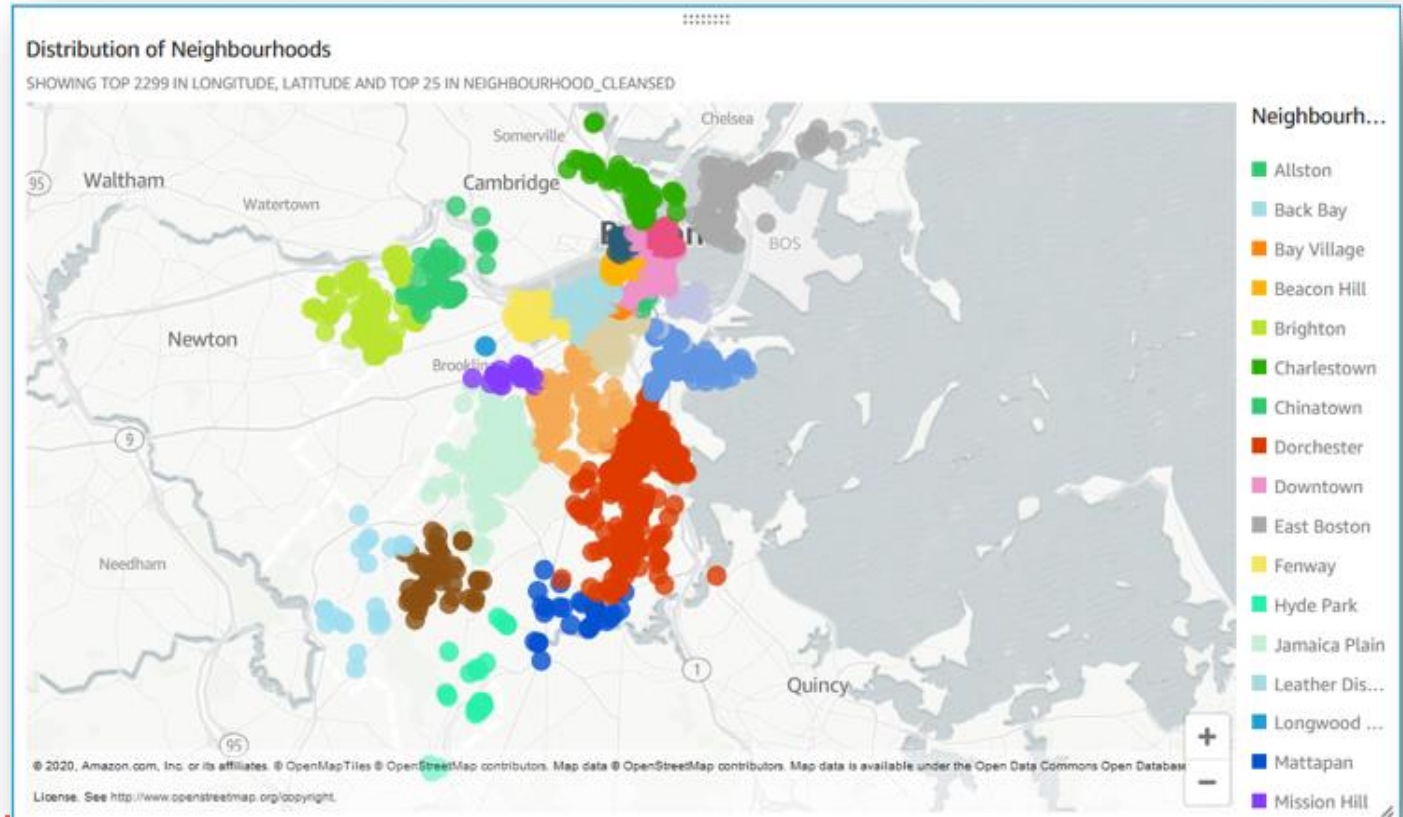 Distribution of Neighbourhoods
SHOWING TOP 2299 IN LONGITUDE, LATITUDE AND TOP 25 IN NEIGHBOURHOOD_CLEANSED
Neighbourh...
Allston
Back Bay
Bay Village
Beacon Hill
Brighton
Charlestown
Chinatown
Dorchester
Downtown
East Boston
Fenway
Hyde Park
Jamaica Plain
Leather Dis...
Longwood ...
Mattapan
Mission Hill
Chelsea
Somerville
95
Waltham
Cambridge
Watertown
BOS
Newton
9
Needham
1
Quincy
95
+
−
© 2020, Amazon.com, Inc. or its affiliates. © OpenMapTiles © OpenStreetMap contributors. Map data © OpenStreetMap contributors. Map data is available under the Open Data Commons Open Database
License. See http://www.openstreetmap.org/copyright.